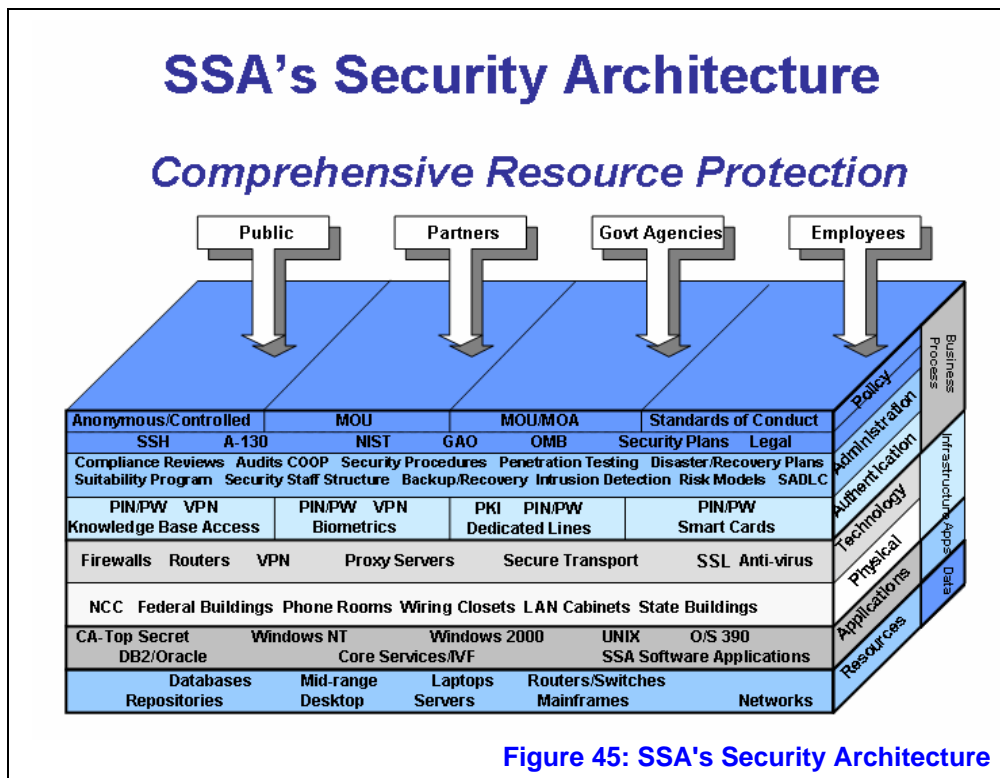 SSA's Security Architecture
Comprehensive Resource Protection
Public Partners Govt Agencies Employees
Anonymous/Controlled MOU MOU/MOA Standards of Conduct
SSH A-130 NIST GAO OMB Security Plans Legal
Compliance Reviews Audits COOP Security Procedures Penetration Testing Disaster/Recovery Plans
Suitability Program Security Staff Structure Backup/Recovery Intrusion Detection Risk Models SADLC
PIN/PW VPN PIN/PW VPN PKI PIN/PW PIN/PW
Knowledge Base Access Biometrics Dedicated Lines Smart Cards
Firewalls Routers VPN Proxy Servers Secure Transport SSL Anti-virus
NCC Federal Buildings Phone Rooms Wiring Closets LAN Cabinets State Buildings
CA-Top Secret Windows NT Windows 2000 UNIX O/S 390
DB2/Oracle Core Services/IVF SSA Software Applications
Databases Mid-range Laptops Routers/Switches
Repositories Desktop Servers Mainframes Networks
Policy
Administration
Authentication
Technology
Physical
Applications
Resources
Business
Process
Infrastructure
Apps
Data
Figure 45: SSA's Security Architecture